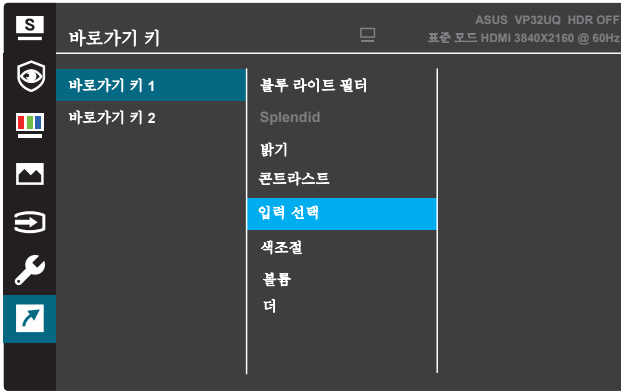 S
바로가기 키
ASUS VP32UQ HDR OFF
표준 모드 HDMI 3840X2160 @ 60Hz
바로가기 키 1
바로가기 키 2
블루 라이트 필터
Splendid
밝기
콘트라스트
입력 선택
색조절
볼륨
더